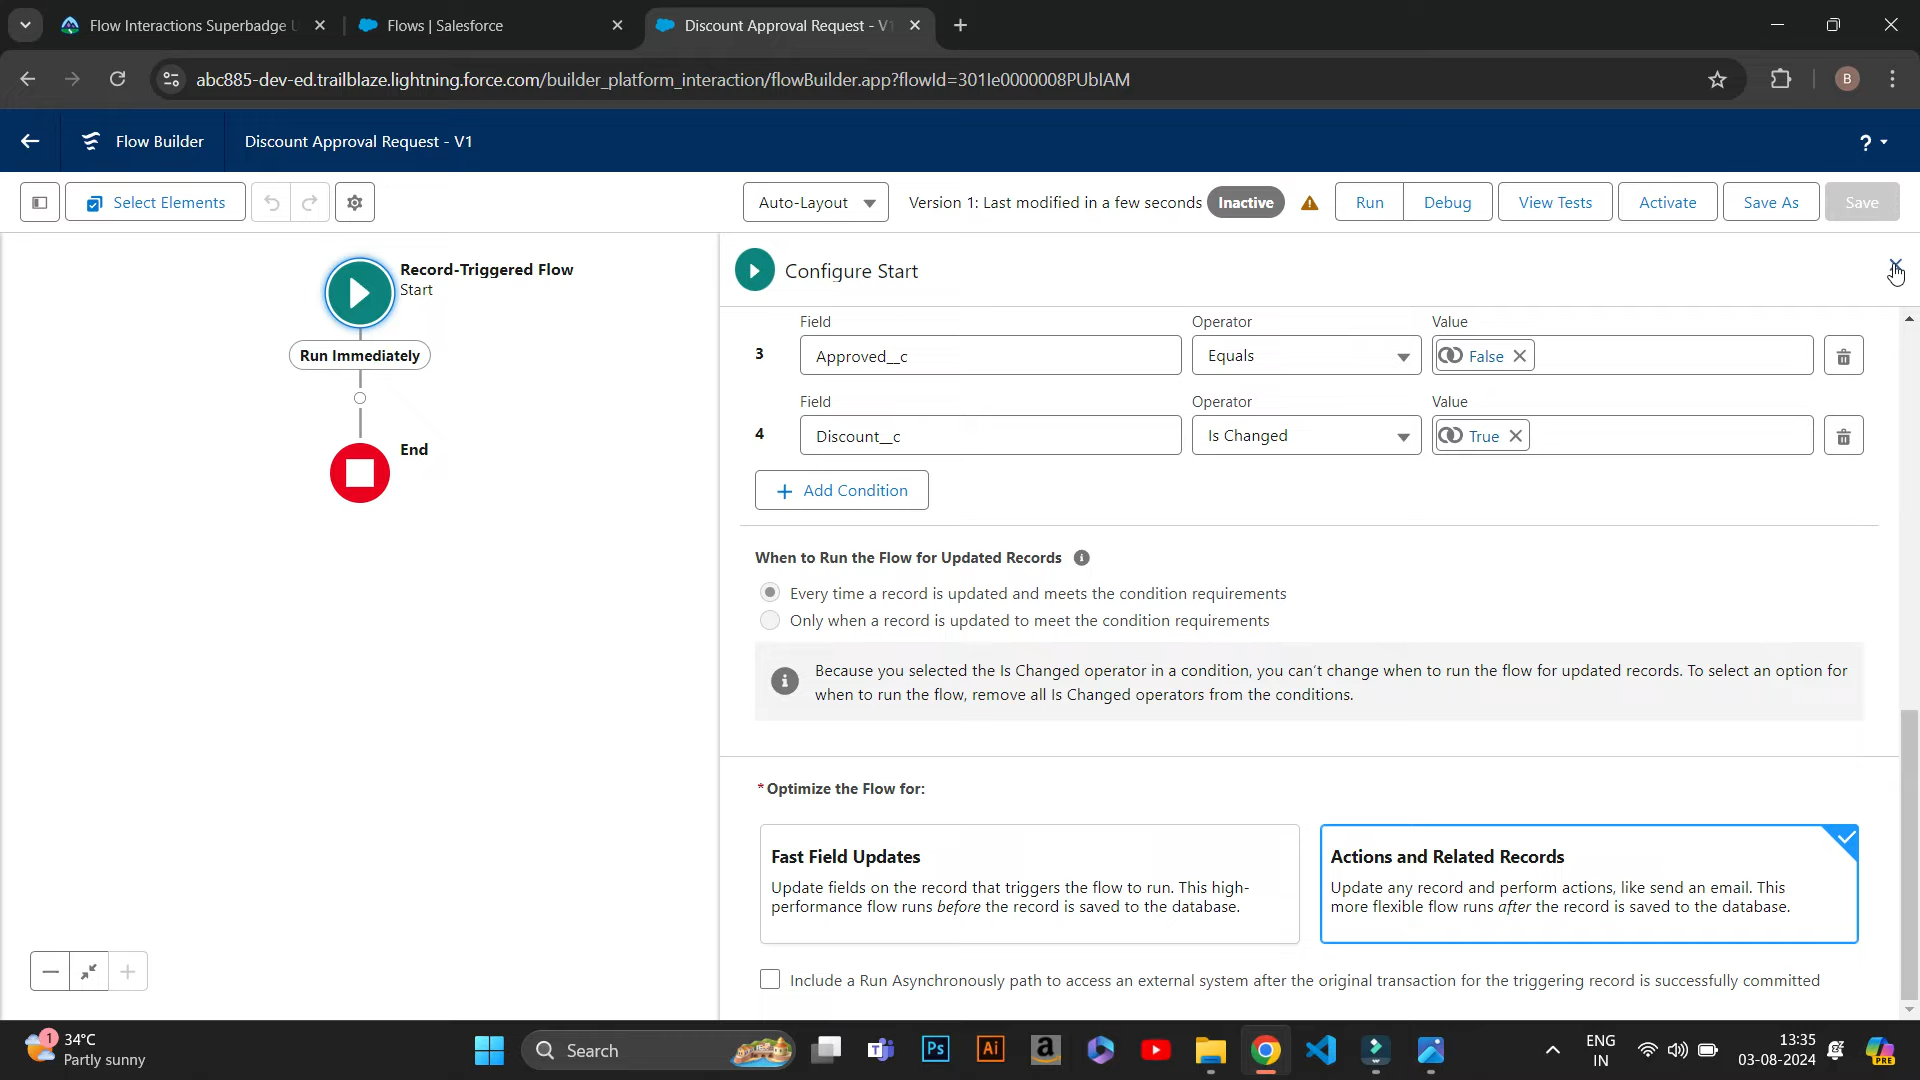 Flow Interactions Superbadge U
Flows | Salesforce
Discount Approval Request - V1
abc885-dev-ed.trailblaze.lightning.force.com/builder_platform_interaction/flowBuilder.app?flowId=301Ie0000008PUbIAM
B
Flow Builder
Discount Approval Request - V1
?
Select Elements
Auto-Layout
Version 1: Last modified in a few seconds
Inactive
Run
Debug
View Tests
Activate
Save As
Save
Record-Triggered Flow
Start
Run Immediately
End
Configure Start
Field
Operator
Value
3
Approved__c
Equals
False
Field
Operator
Value
4
Discount__c
Is Changed
True
Add Condition
When to Run the Flow for Updated Records
Every time a record is updated and meets the condition requirements
Only when a record is updated to meet the condition requirements
Because you selected the Is Changed operator in a condition, you can't change when to run the flow for updated records. To select an option for
when to run the flow, remove all Is Changed operators from the conditions.
*Optimize the Flow for:
Fast Field Updates
Update fields on the record that triggers the flow to run. This high-
performance flow runs before the record is saved to the database.
Actions and Related Records
Update any record and perform actions, like send an email. This
more flexible flow runs after the record is saved to the database.
Include a Run Asynchronously path to access an external system after the original transaction for the triggering record is successfully committed
1
34°C
Partly sunny
Search
Ps
Ai
a
ENG
IN
13:35
03-08-2024
PRE